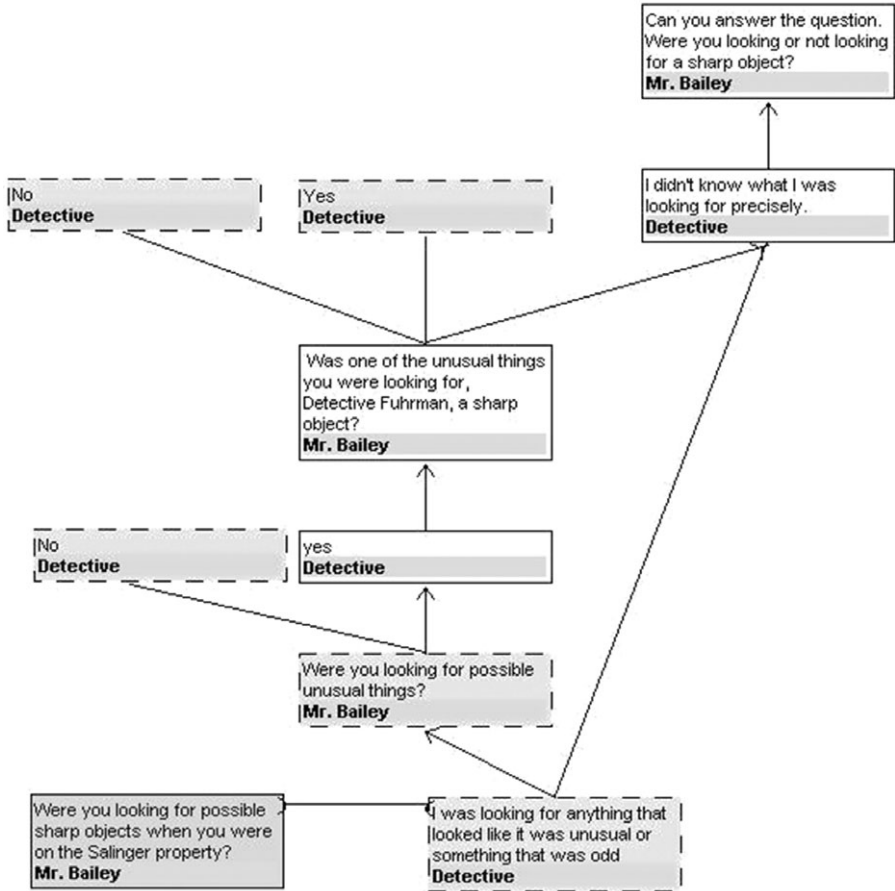 Can you answer the question.
Were you looking or not looking
for a sharp object?
Mr. Bailey
No
Detective
Yes
Detective
I didn't know what I was
looking for precisely.
Detective
Was one of the unusual things
you were looking for,
Detective Fuhrman, a sharp
object?
Mr. Bailey
No
Detective
yes
Detective
Were you looking for possible
unusual things?
Mr. Bailey
Were you looking for possible
sharp objects when you were
on the Salinger property?
Mr. Bailey
I was looking for anything that
looked like it was unusual or
something that was odd
Detective